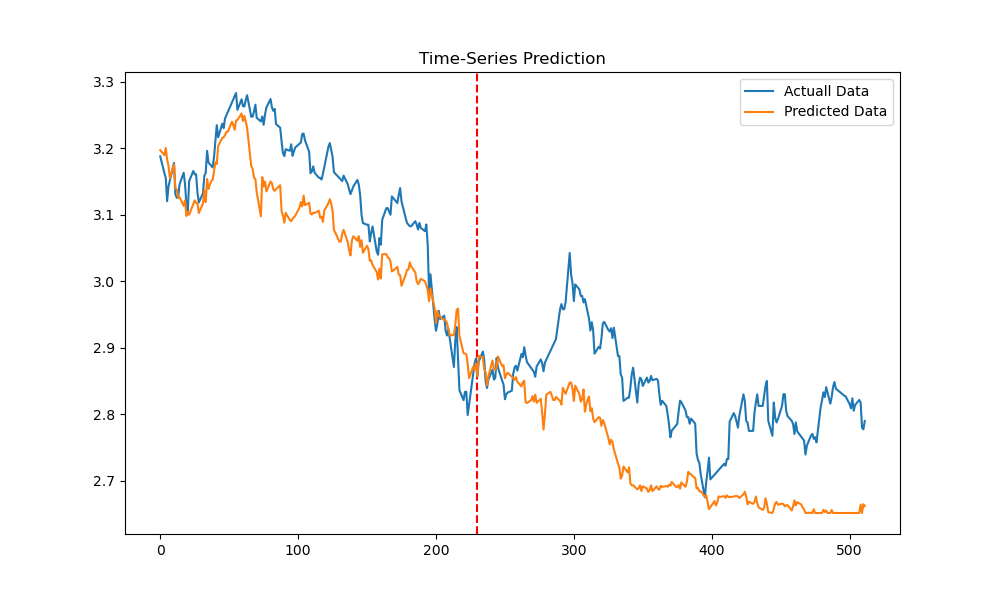 Time-Series Prediction
Actuall Data
Predicted Data
3.3
3.2
3.1
3.0
2.9
2.8
2.7
0 100 200 300 400 500